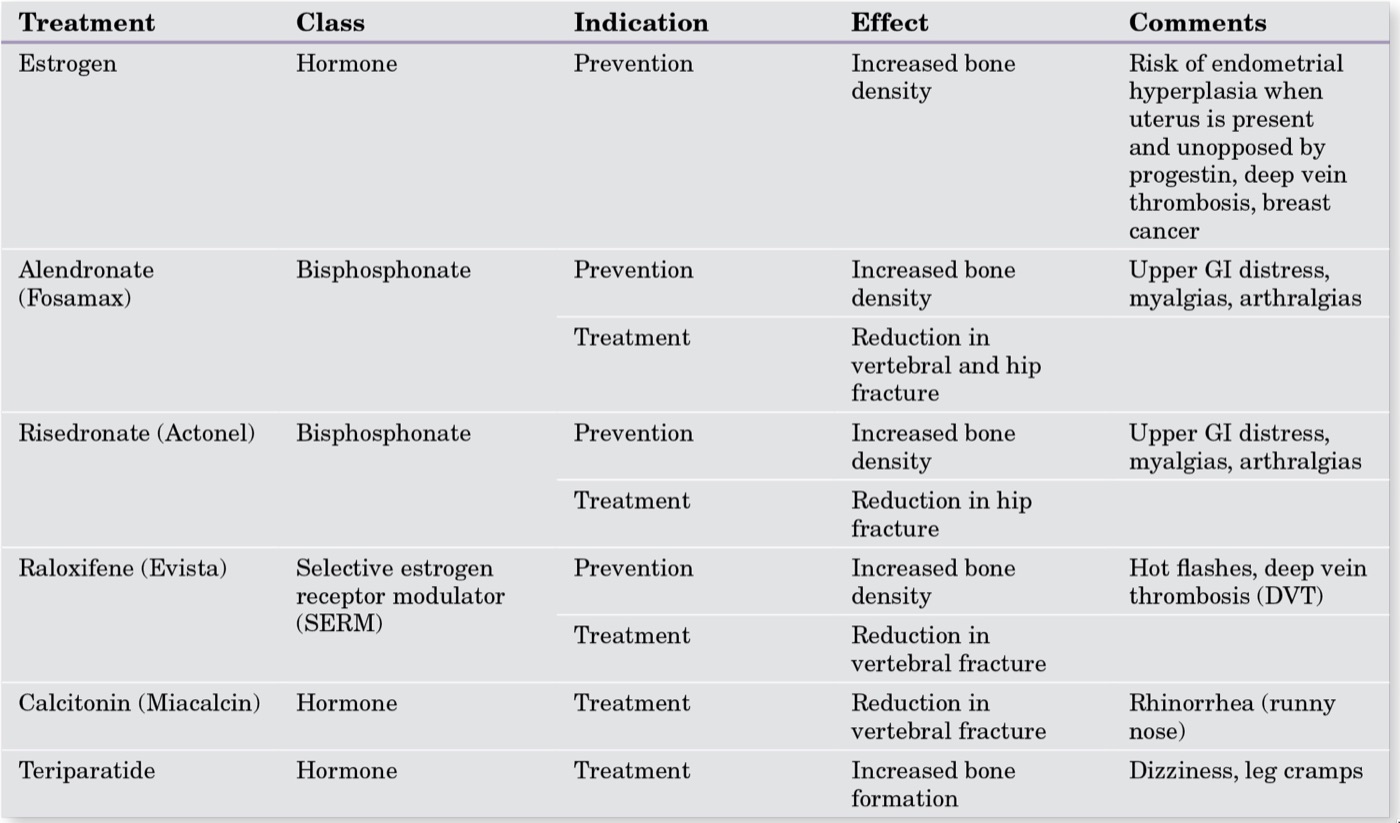 Treatment Class Indication Effect Comments
Estrogen Hormone Prevention Increased bone Risk of endometrial
density hyperplasia when
uterus is present
and unopposed by
progestin, deep vein
thrombosis, breast
cancer
Alendronate Bisphosphonate Prevention Increased bone Upper GI distress,
(Fosamax) density myalgias, arthralgias
Treatment Reduction in
vertebral and hip
fracture
Risedronate (Actonel) Bisphosphonate Prevention Increased bone Upper GI distress,
density myalgias, arthralgias
Treatment Reduction in hip
fracture
Raloxifene (Evista) Selective estrogen Prevention Increased bone Hot flashes, deep vein
receptor modulator density thrombosis (DVT)
(SERM) Treatment Reduction in
vertebral fracture
Calcitonin (Miacalcin) Hormone Treatment Reduction in Rhinorrhea (runny
vertebral fracture nose)
Teriparatide Hormone Treatment Increased bone Dizziness, leg cramps
formation